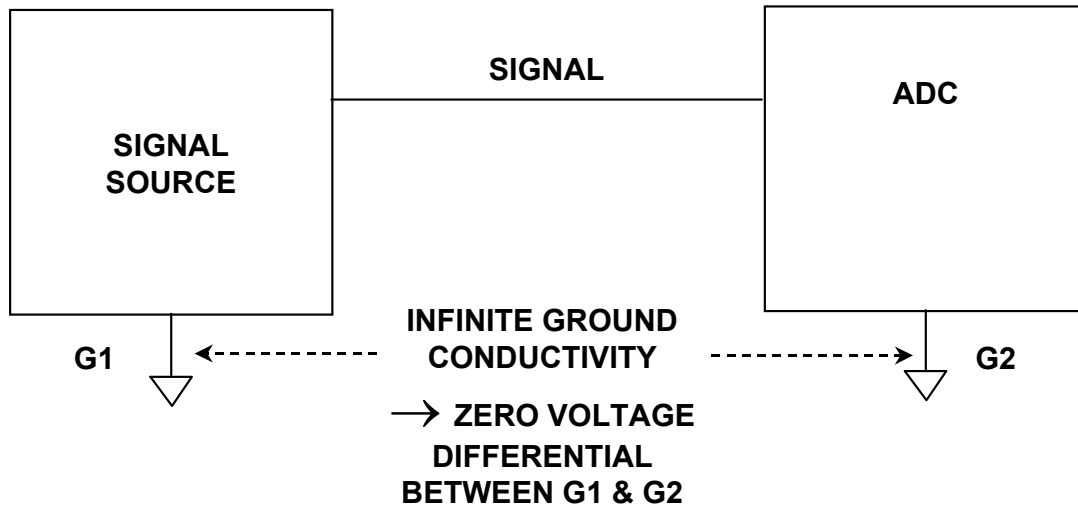 SIGNAL
ADC
SIGNAL
SOURCE
INFINITE GROUND
CONDUCTIVITY
G1
G2
→ ZERO VOLTAGE
DIFFERENTIAL
BETWEEN G1 & G2